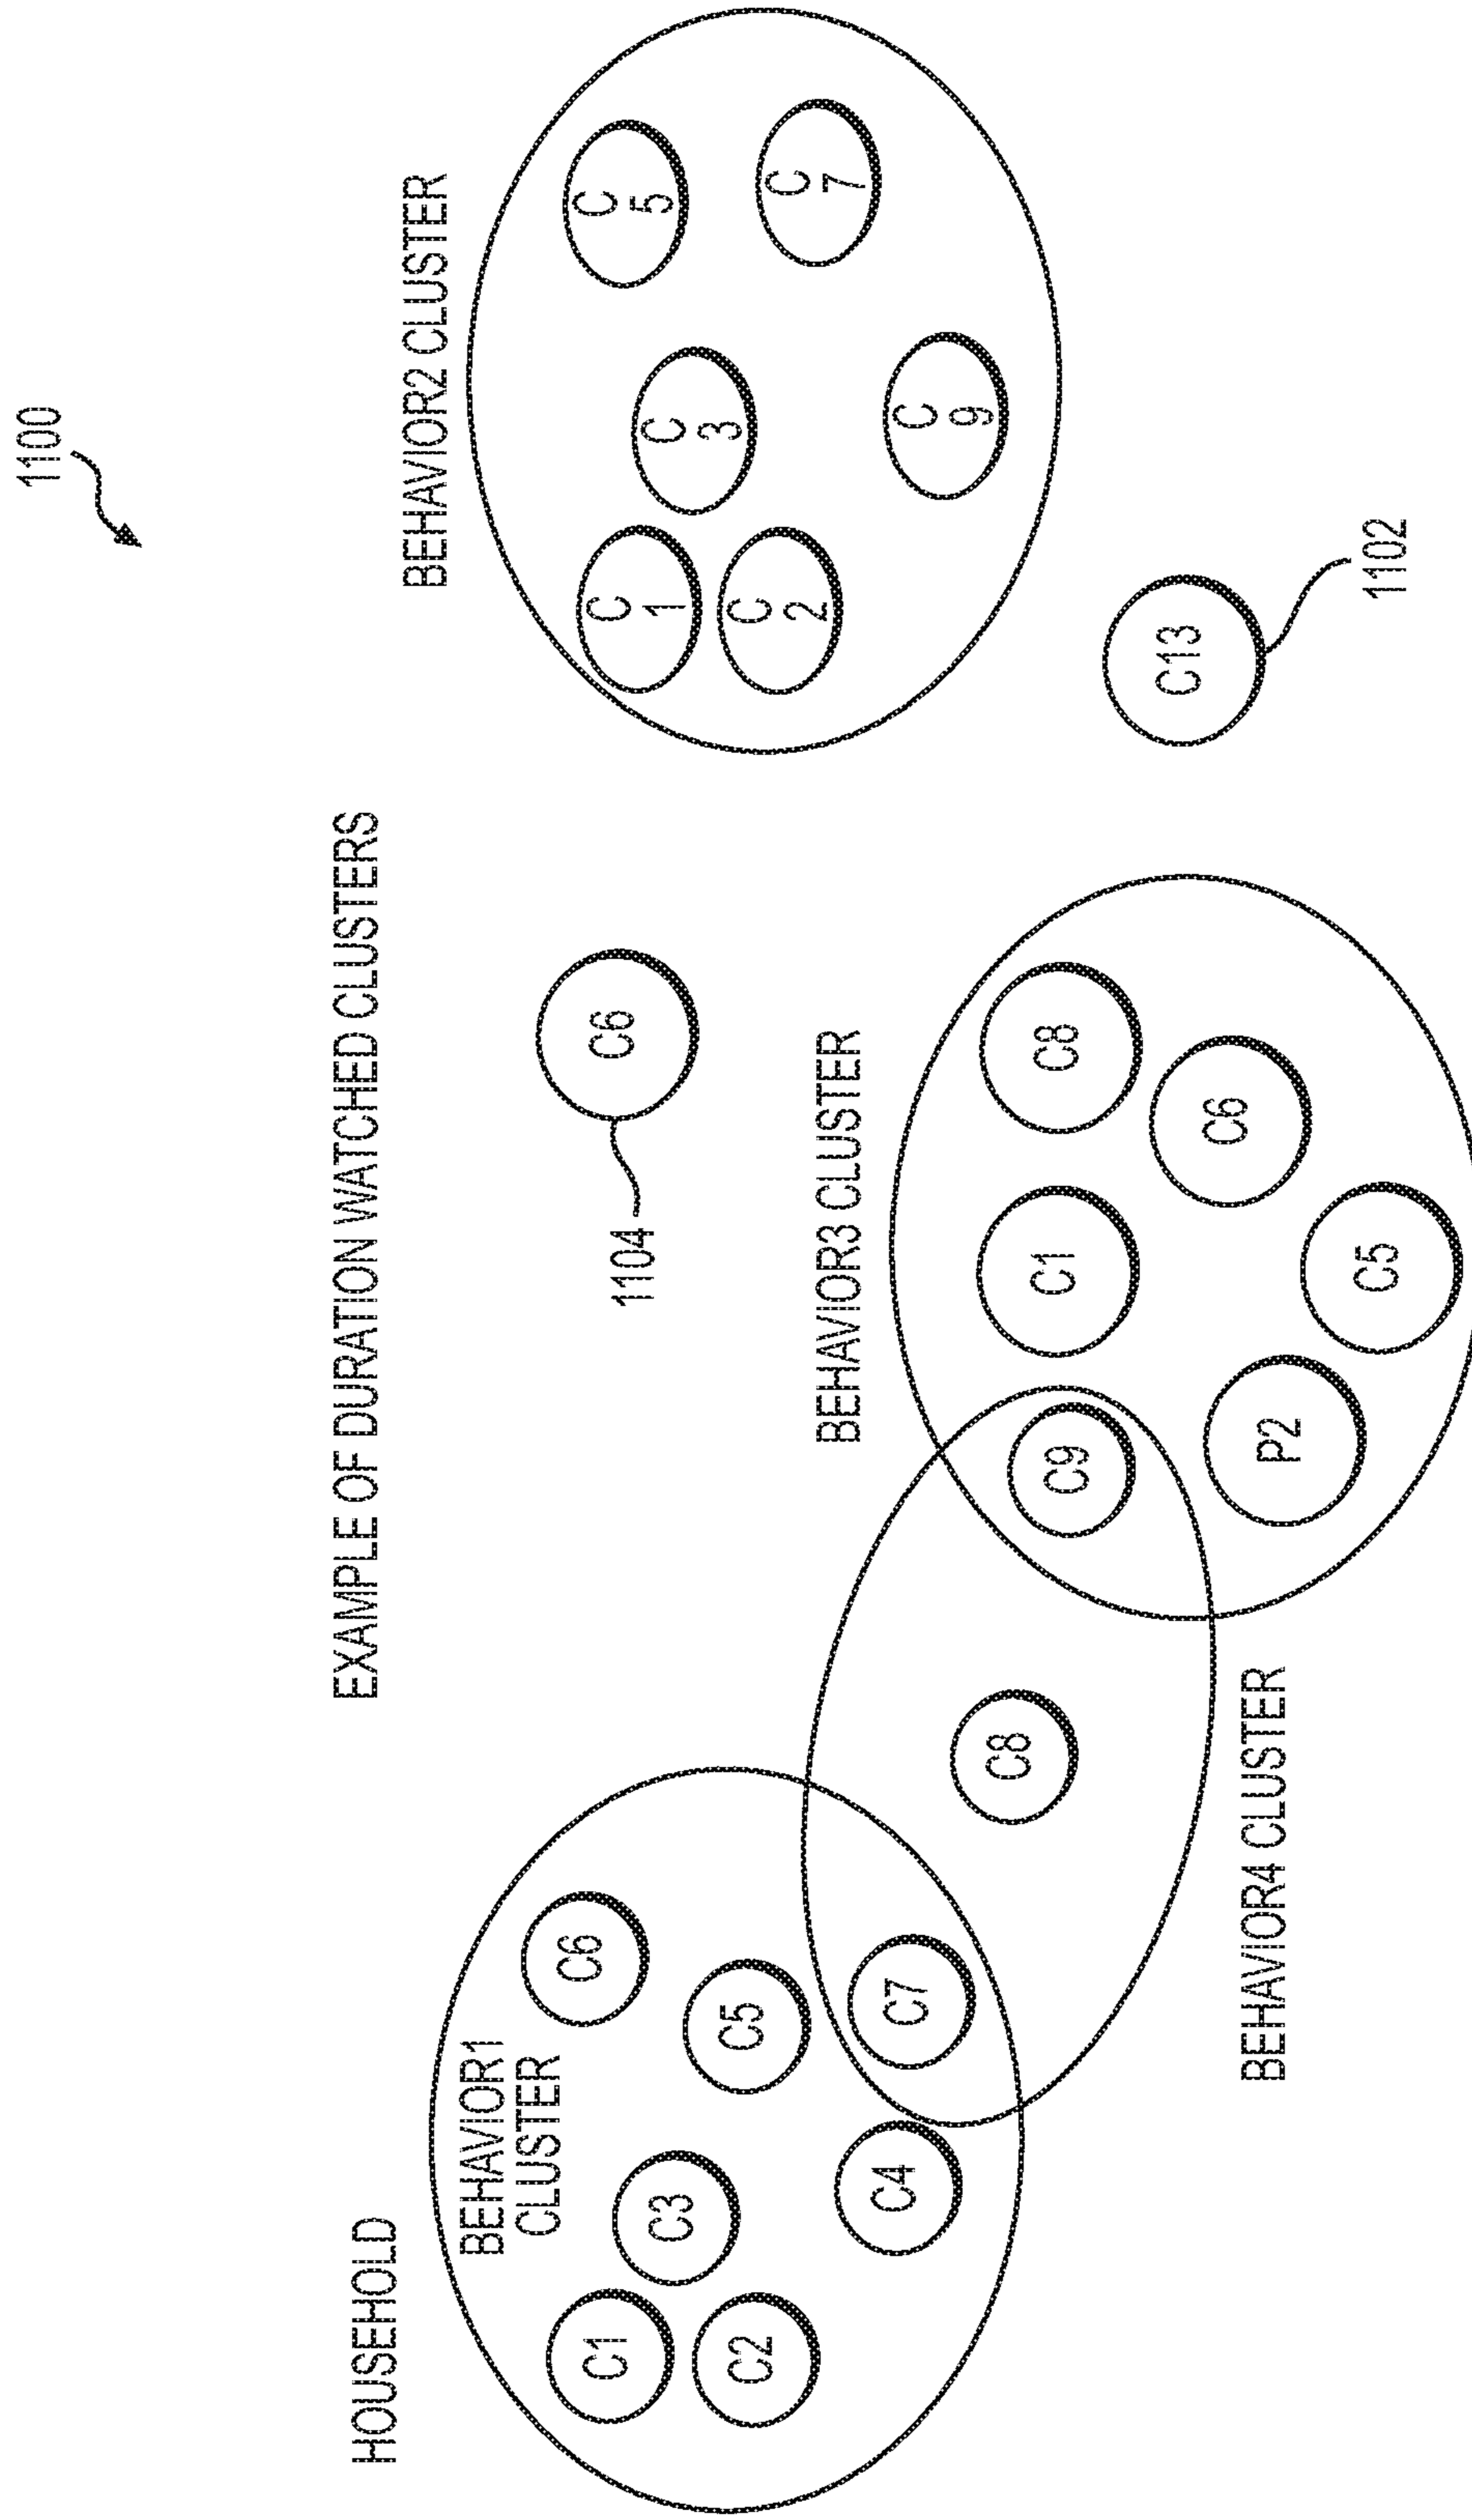 1100
EXAMPLE OF DURATION WATCHED CLUSTERS
HOUSEHOLD
BEHAVIOR1
CLUSTER
C1
C2
C3
C4
C5
C6
C7
C8
BEHAVIOR4 CLUSTER
1104
C6
BEHAVIOR3 CLUSTER
C9
C1
C8
C6
P2
C5
BEHAVIOR2 CLUSTER
C
1
C
2
C
3
C
5
C
7
C
9
C13
1102